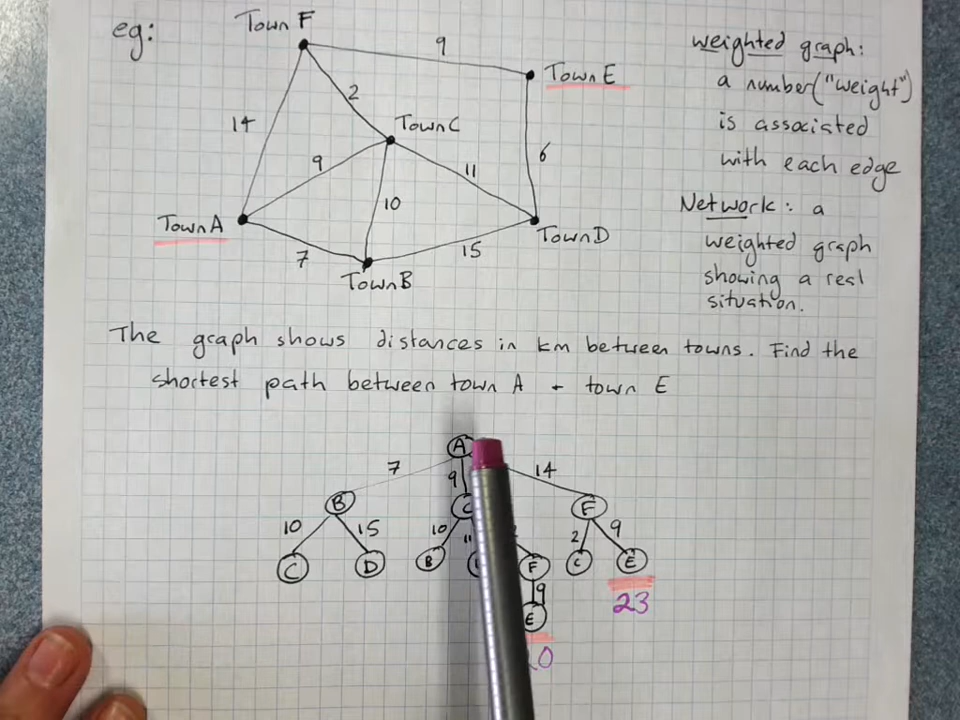 eg:
Town F
9
Town E
2
14
Town C
9
11
6
10
Town A
15
Town D
7
Town B
weighted graph:
a number("weight")
is associated
with each edge
Network: a
weighted graph
showing a real
situation.
The graph shows distances in km between towns. Find the
shortest path between town A + town E
A
7
9
14
B
C
F
10
15
10
11
2
9
C
D
B
F
C
E
9
23
E
0